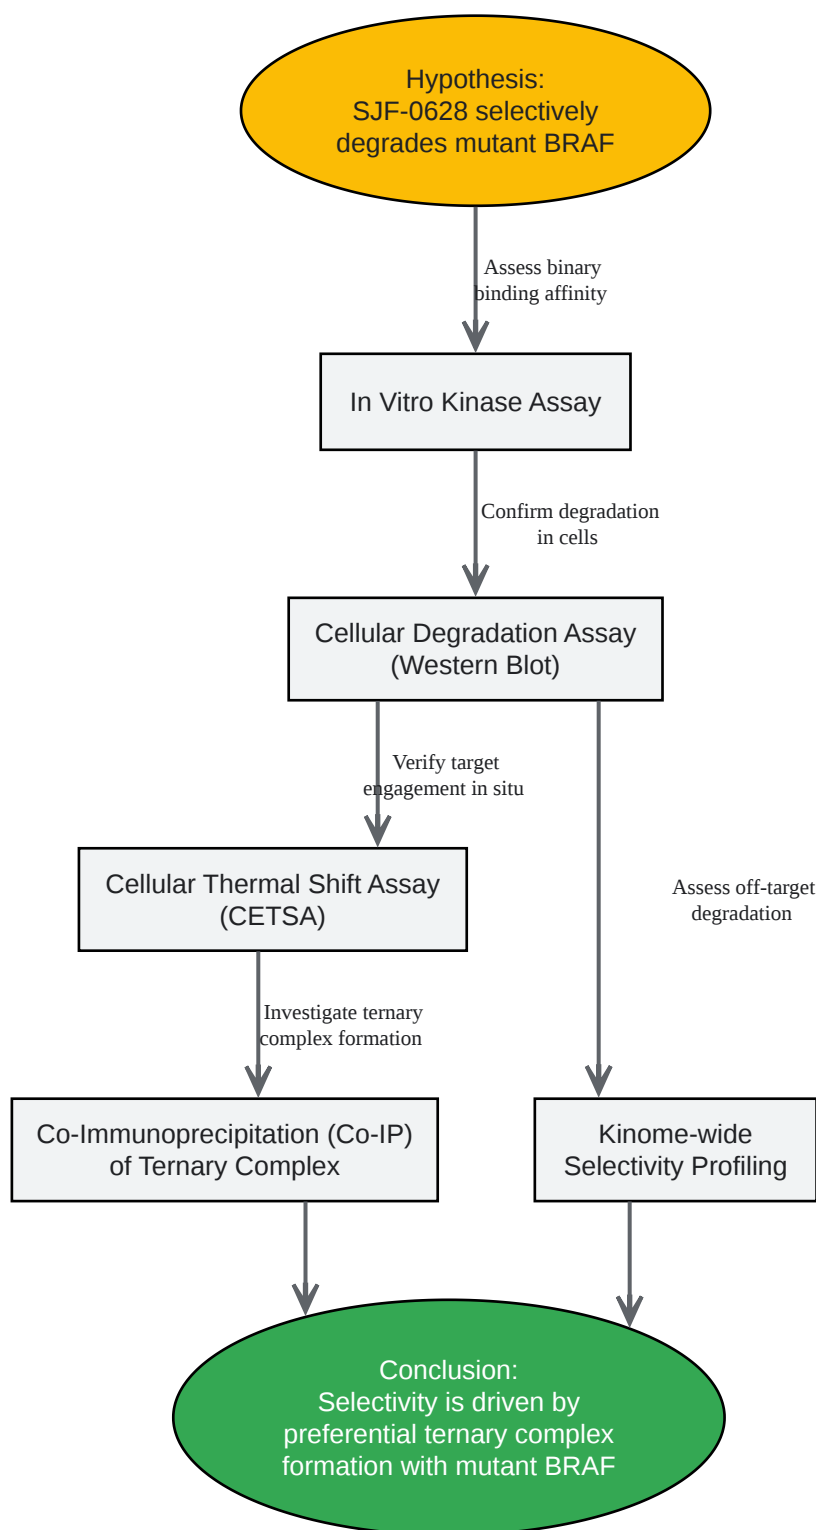 Hypothesis:
SJF-0628 selectively
degrades mutant BRAF
Assess binary
binding affinity
In Vitro Kinase Assay
Confirm degradation
in cells
Cellular Degradation Assay
(Western Blot)
Verify target
engagement in situ
Cellular Thermal Shift Assay
(CETSA)
Assess off-target
degradation
Investigate ternary
complex formation
Co-Immunoprecipitation (Co-IP)
of Ternary Complex
Kinome-wide
Selectivity Profiling
Conclusion:
Selectivity is driven by
preferential ternary complex
formation with mutant BRAF